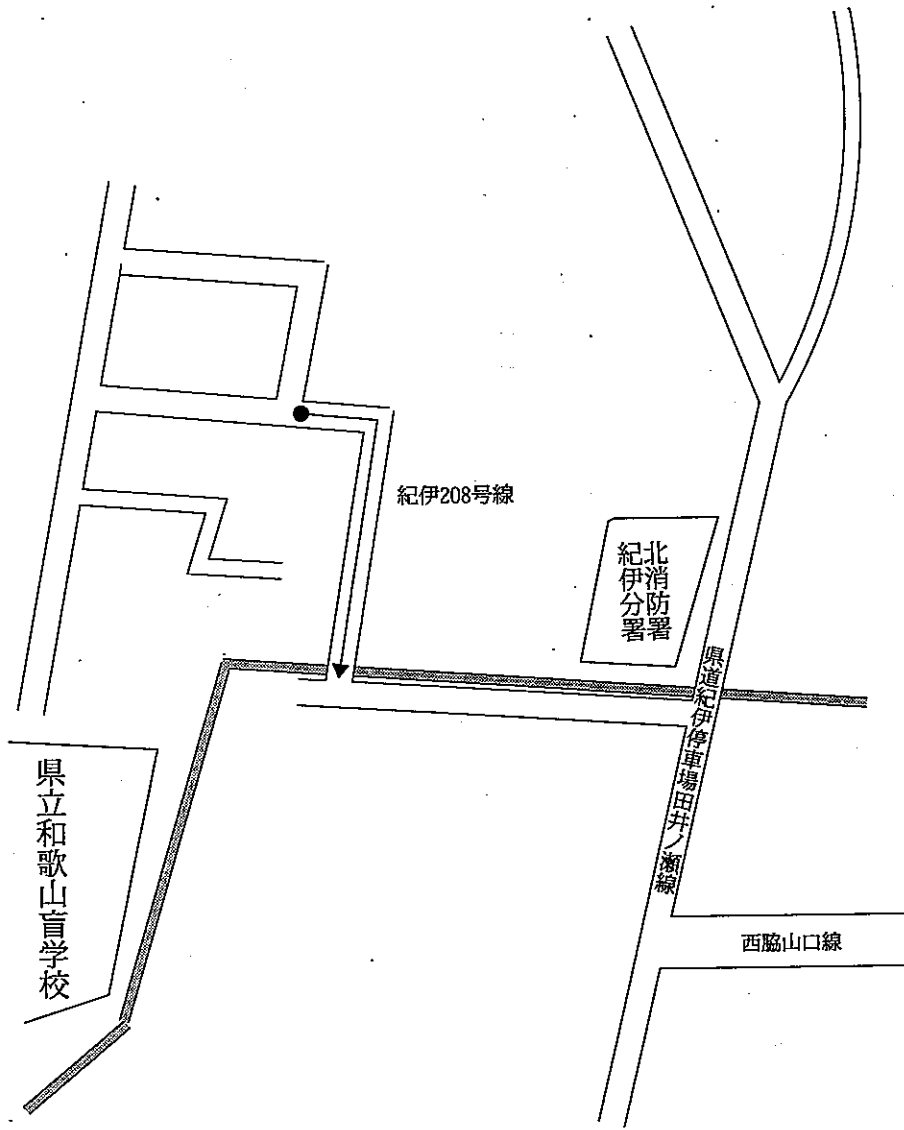 紀伊208号線
北消防署
紀伊分署
県道紀伊停車場田井ノ瀬線
県立和歌山盲学校
西脇山口線